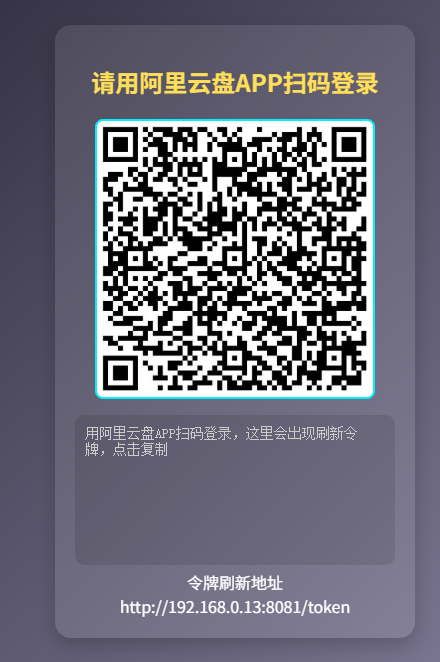 请用阿里云盘APP扫码登录
用阿里云盘APP扫码登录，这里会出现刷新令
牌，点击复制
令牌刷新地址
http://192.168.0.13:8081/token